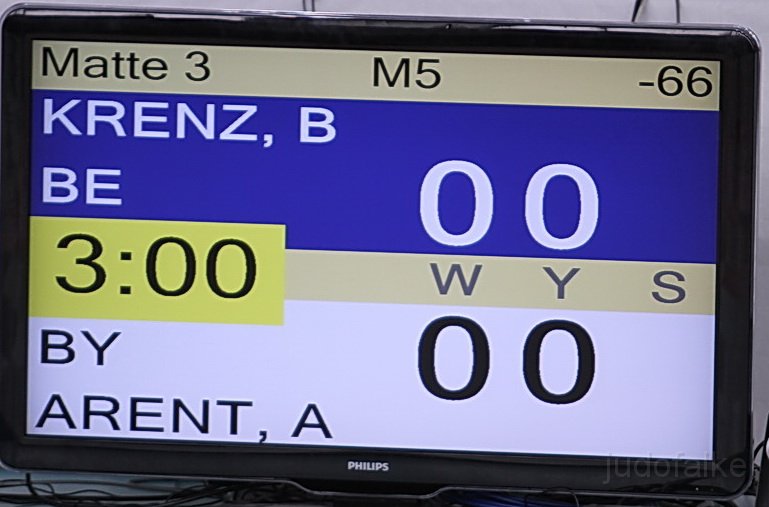 Matte 3 M5 -66
KRENZ, B
BE 0 0
3:00 W Y S
BY 0 0
ARENT, A
PHILIPS
judofalke